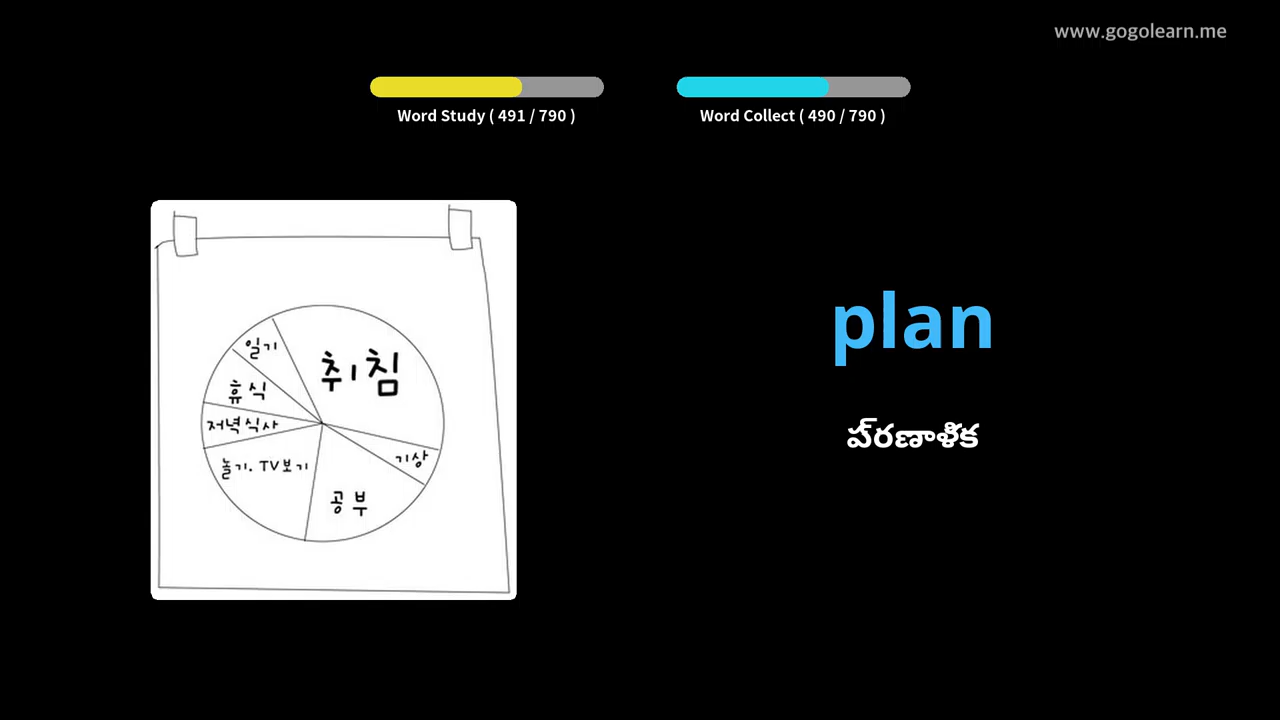 www.gogolearn.me
Word Study ( 491 / 790 )
Word Collect ( 490 / 790 )
일기
취침
휴식
저녁식사
놀기. TV보기
기상
공부
plan
ప్రణాళిక